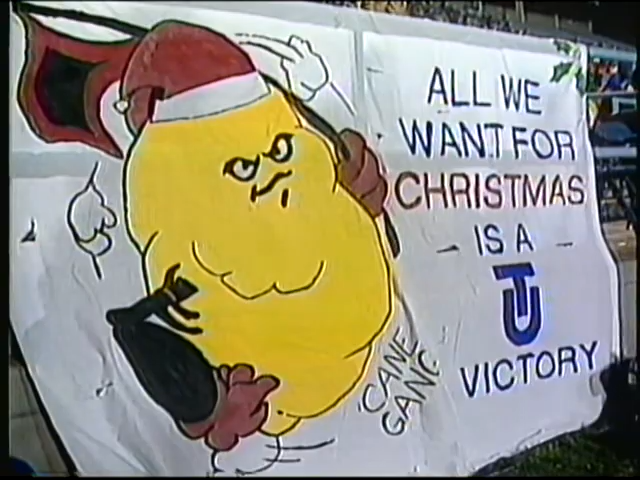 ALL WE
WANT FOR
CHRISTMAS
- IS A -
TU
VICTORY
'CANE
GANG